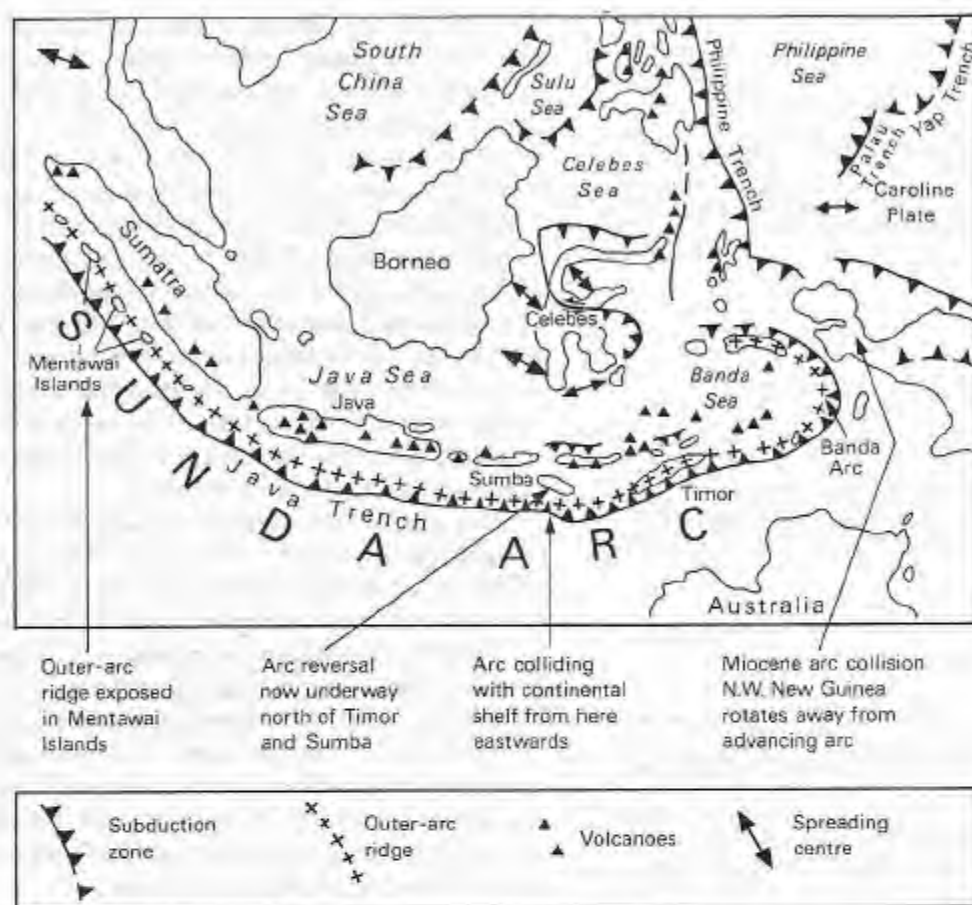 South
China
Sea
Sulu
Sea
Philippine
Trench
Philippine
Sea
Palau
Trench
Yap Trench
Caroline
Plate
Celebes
Sea
Borneo
Sumatra
Celebes
Mentawai
Islands
Java Sea
Java
Banda
Sea
Banda
Arc
Sumba
Timor
Java Trench
SUNDA ARC
Australia
Outer-arc
ridge exposed
in Mentawai
Islands
Arc reversal
now underway
north of Timor
and Sumba
Arc colliding
with continental
shelf from here
eastwards
Miocene arc collision
N.W. New Guinea
rotates away from
advancing arc
Subduction
zone
Outer-arc
ridge
Volcanoes
Spreading
centre